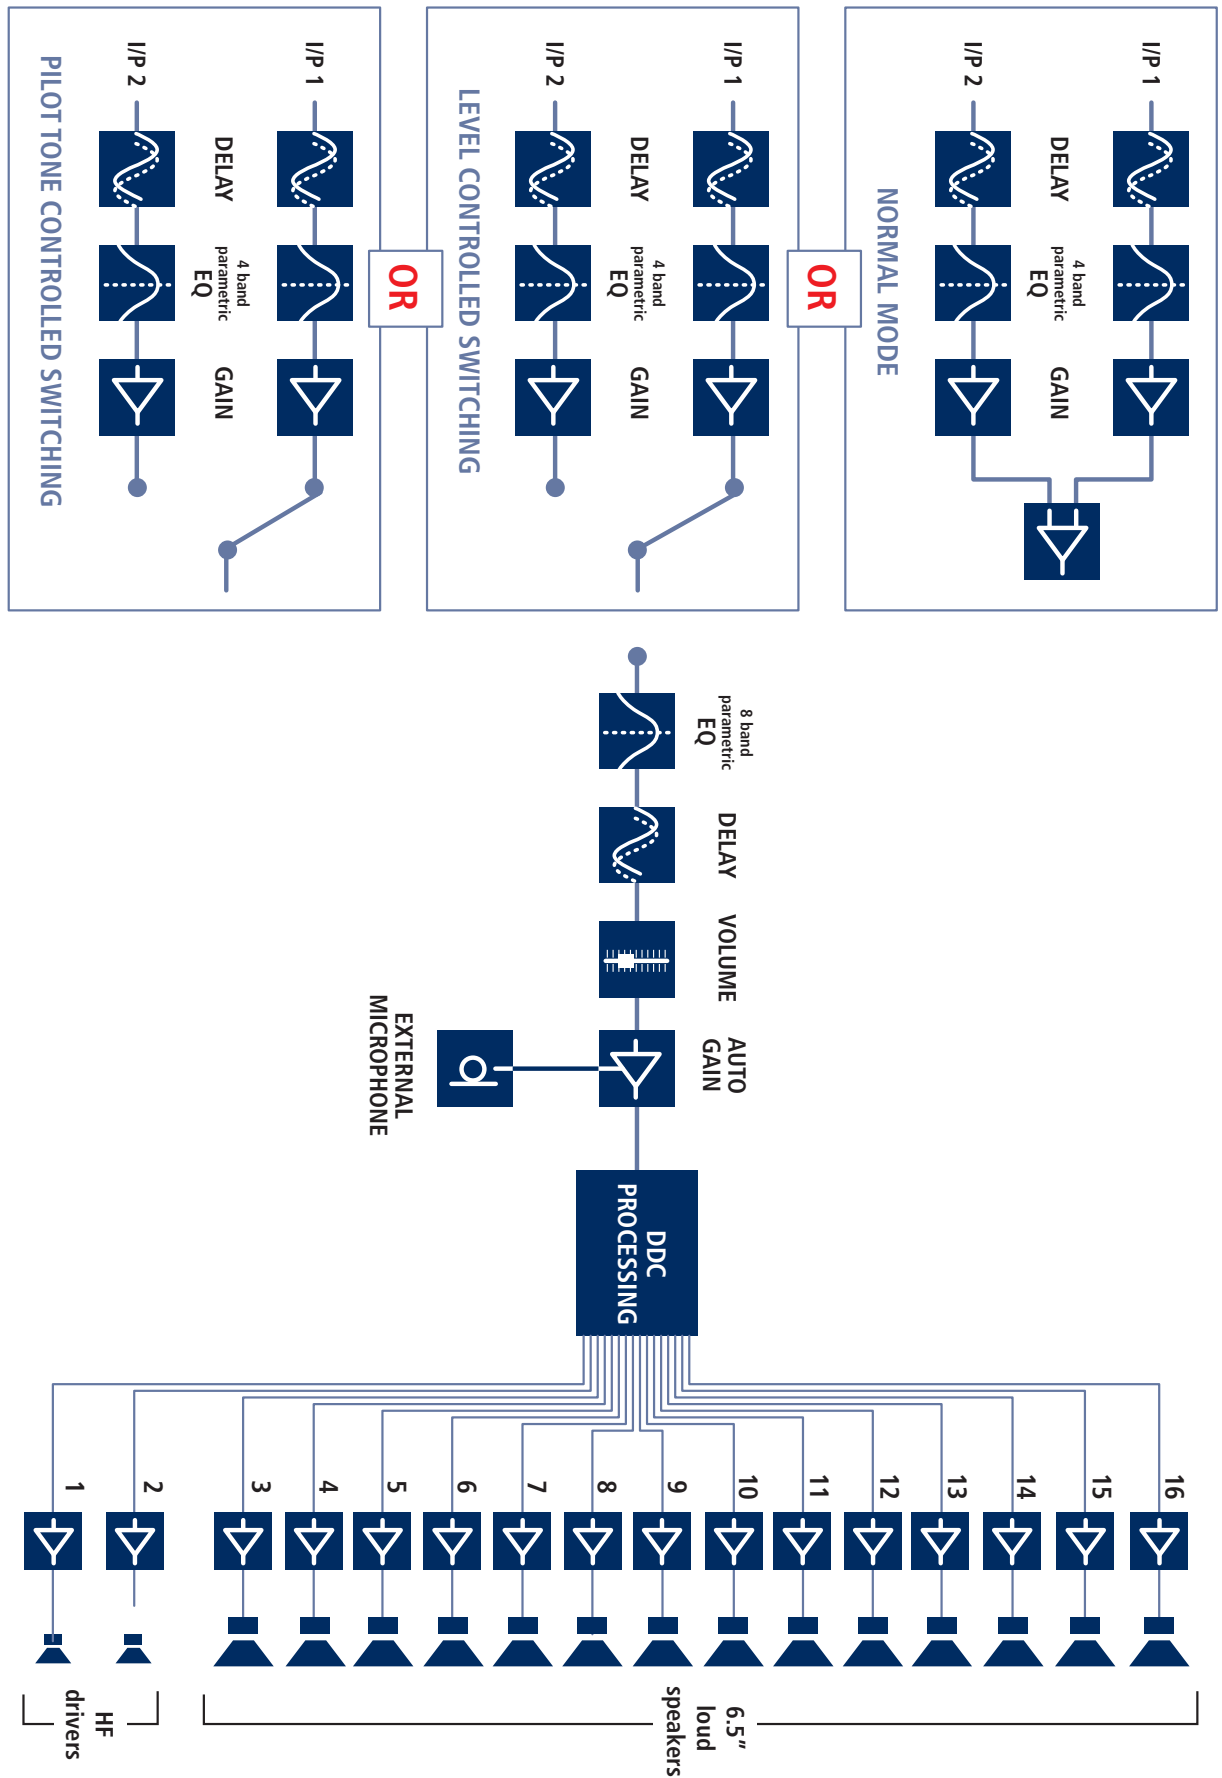 I/P 1
DELAY
4 band
parametric
EQ
GAIN
I/P 2
NORMAL MODE
OR
I/P 1
DELAY
4 band
parametric
EQ
GAIN
I/P 2
LEVEL CONTROLLED SWITCHING
OR
I/P 1
DELAY
4 band
parametric
EQ
GAIN
I/P 2
PILOT TONE CONTROLLED SWITCHING
8 band
parametric
EQ
DELAY
VOLUME
AUTO
GAIN
EXTERNAL
MICROPHONE
DDC
PROCESSING
16
15
14
13
12
11
10
9
8
7
6
5
4
3
2
1
6.5"
loud
speakers
HF
drivers